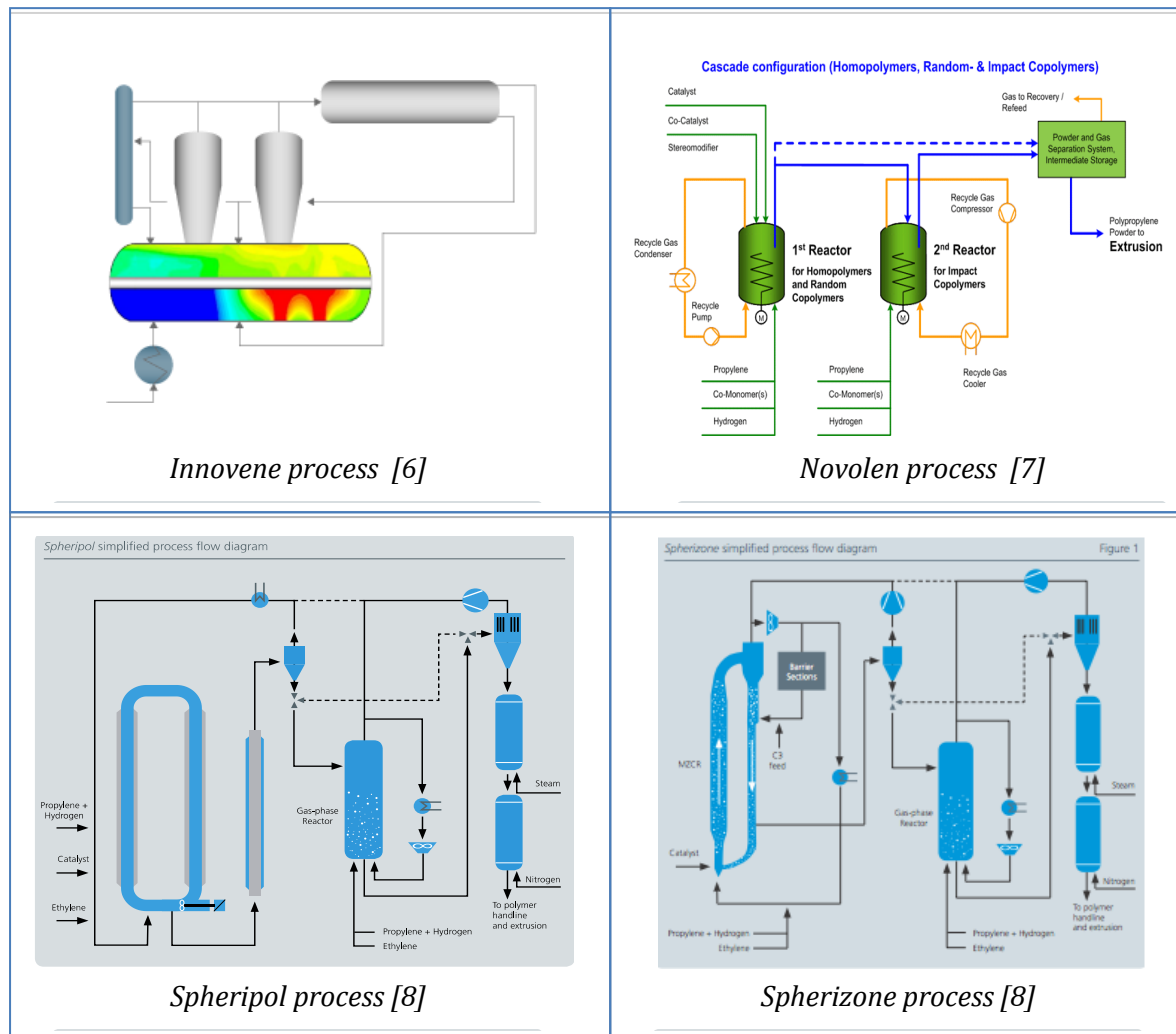 Innovene process [6]
Cascade configuration (Homopolymers, Random- & Impact Copolymers)
Catalyst
Co-Catalyst
Stereomodifier
Gas to Recovery /
Refeed
Powder and Gas
Separation System,
Intermediate Storage
Recycle Gas
Compressor
Polypropylene
Powder to
Extrusion
Recycle Gas
Condenser
1st Reactor
for Homopolymers
and Random
Copolymers
2nd Reactor
for Impact
Copolymers
Recycle
Pump
M
M
Recycle Gas
Cooler
Propylene
Co-Monomer(s)
Hydrogen
Propylene
Co-Monomer(s)
Hydrogen
Novolen process [7]
Spheripol simplified process flow diagram
Propylene +
Hydrogen
Catalyst
Ethylene
Gas-phase
Reactor
Steam
Nitrogen
To polymer
handline
and extrusion
Propylene + Hydrogen
Ethylene
Spheripol process [8]
Spherizone simplified process flow diagram
Figure 1
Barrier
Sections
C3
feed
MZCR
Catalyst
Gas-phase
Reactor
Steam
Nitrogen
To polymer
handline
and extrusion
Propylene + Hydrogen
Ethylene
Propylene + Hydrogen
Ethylene
Spherizone process [8]